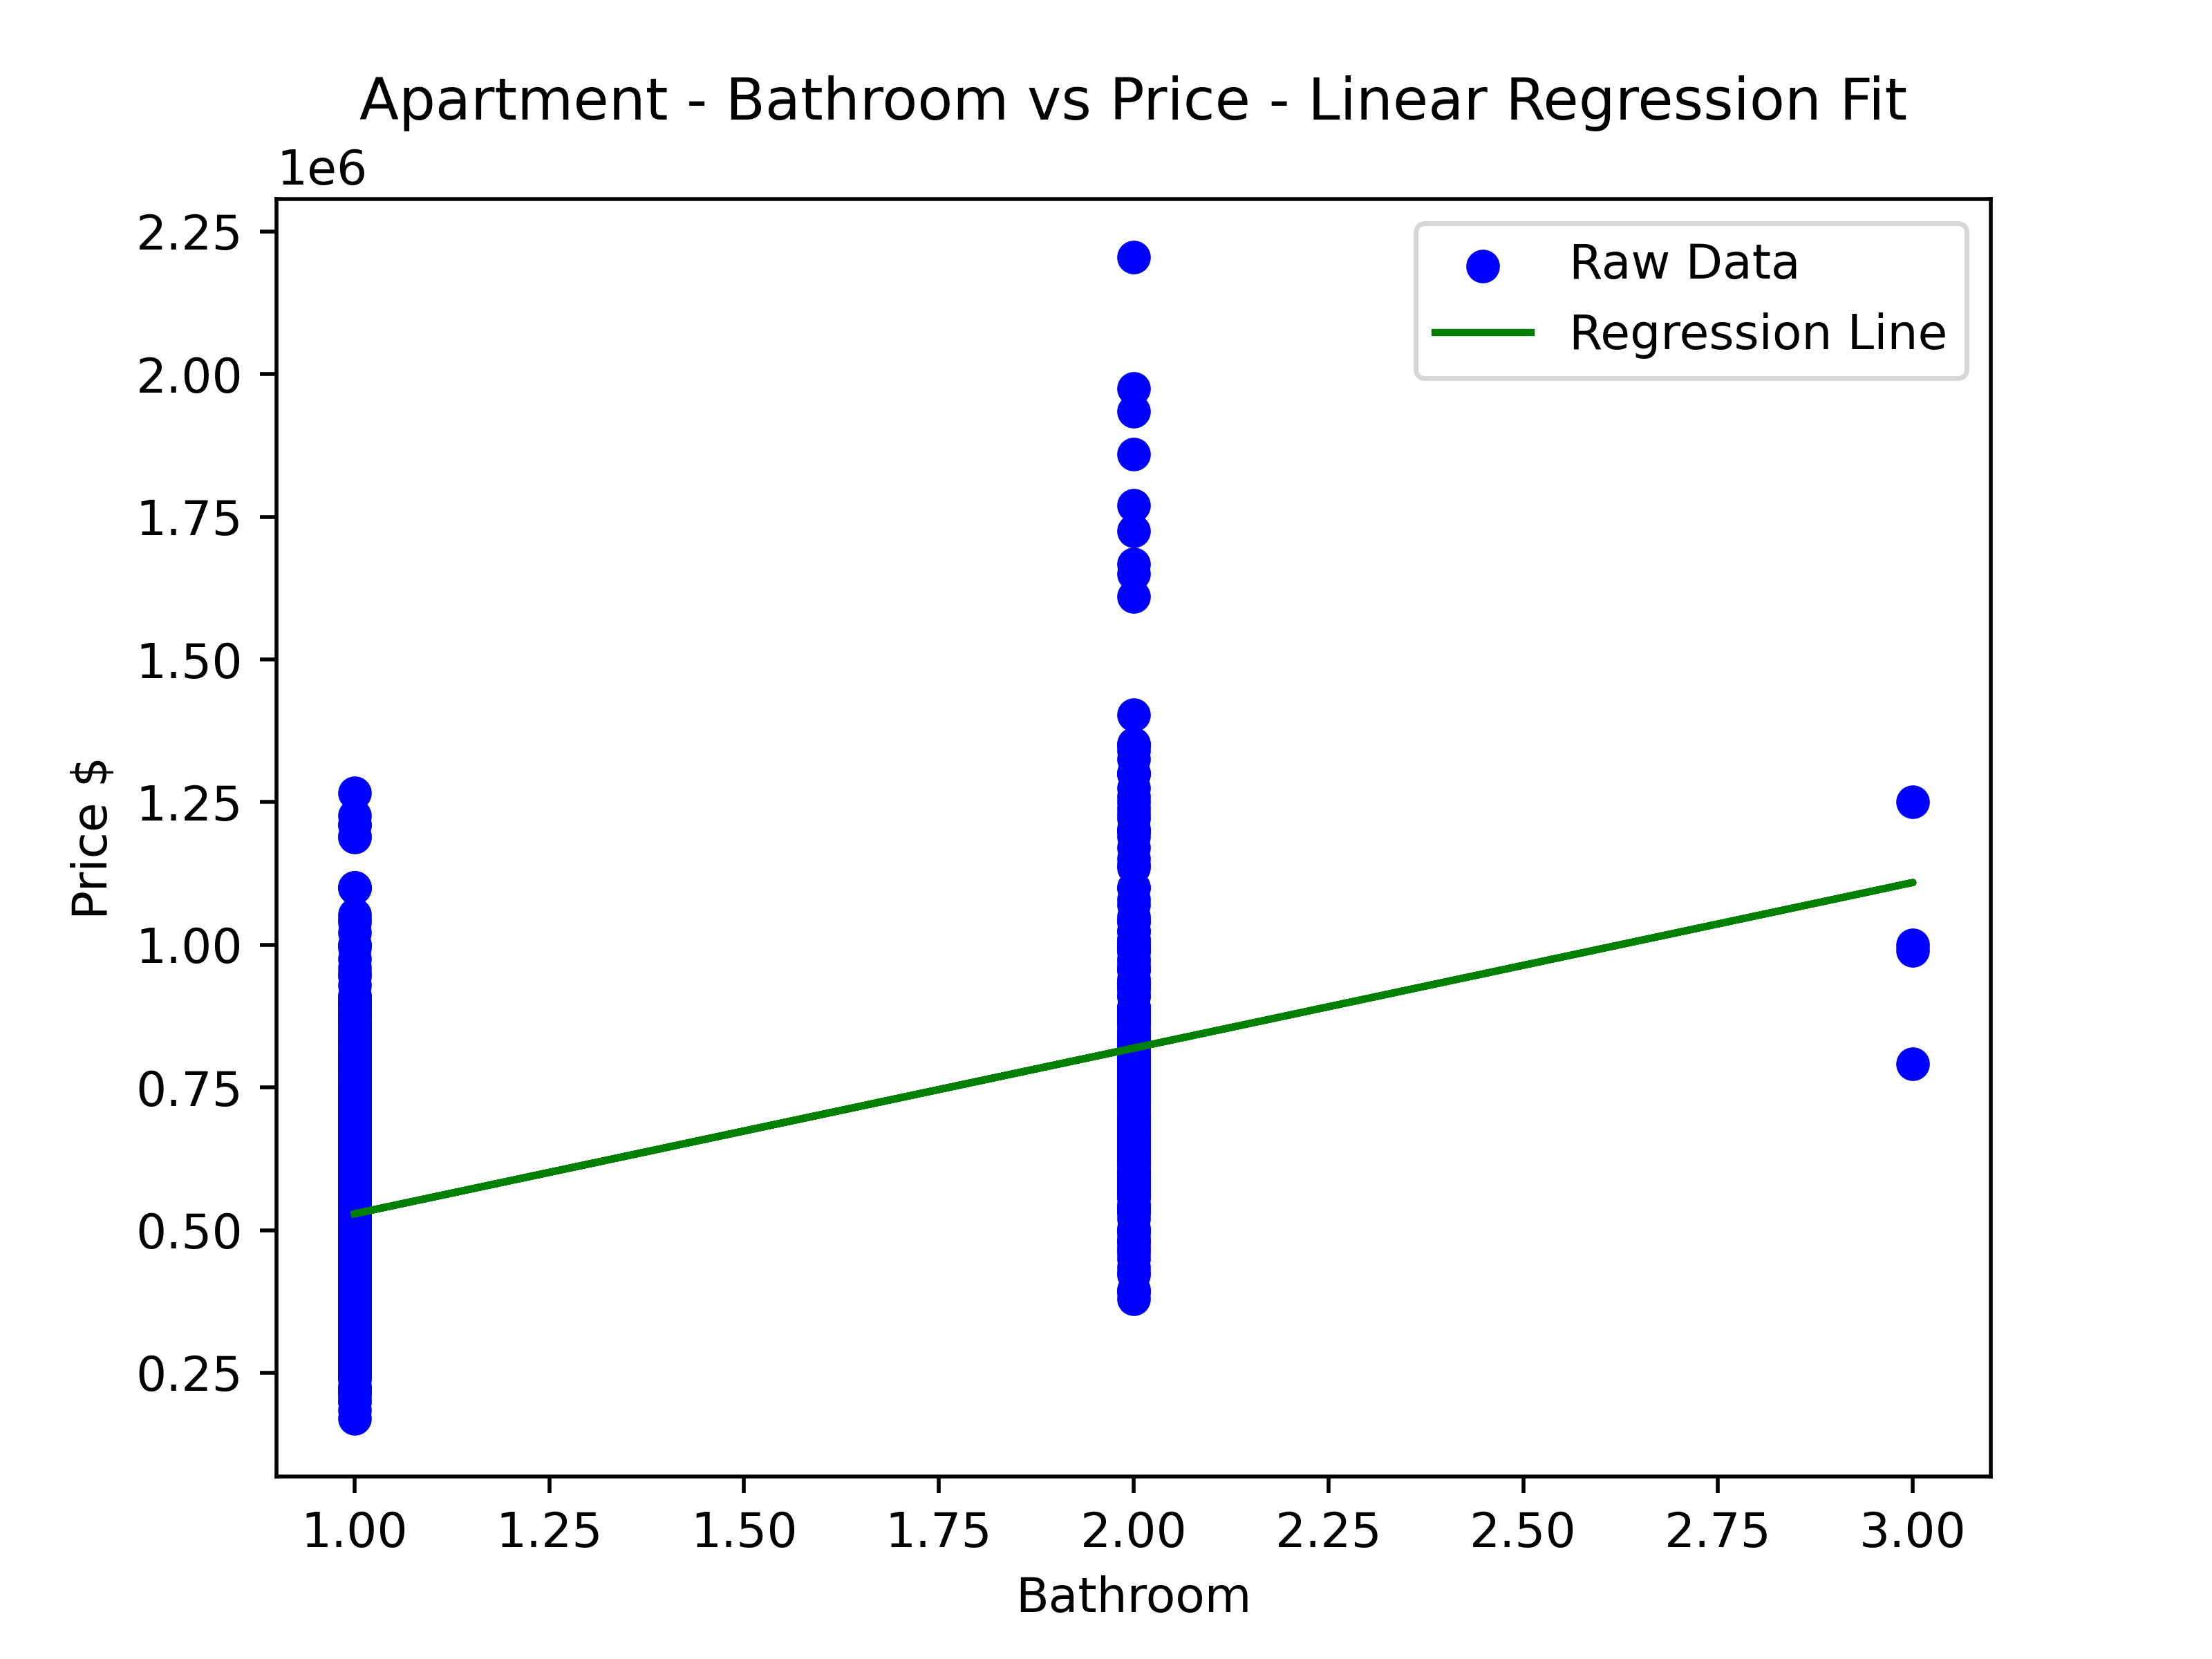 Apartment - Bathroom vs Price - Linear Regression Fit
1e6
2.25
2.00
1.75
1.50
1.25
1.00
0.75
0.50
0.25
Price $
Raw Data
Regression Line
1.00 1.25 1.50 1.75 2.00 2.25 2.50 2.75 3.00
Bathroom